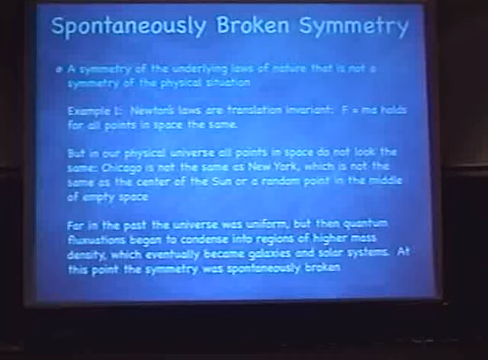 Spontaneously Broken Symmetry
A symmetry of the underlying laws of nature that is not a
symmetry of the physical situation
Example 1: Newton's laws are translation invariant: F = ma holds
for all points in space the same.
But in our physical universe all points in space do not look the
same: Chicago is not the same as New York, which is not the
same as the center of the Sun or a random point in the middle
of empty space
Far in the past the universe was uniform, but then quantum
fluxuations began to condense into regions of higher mass
density, which eventually became galaxies and solar systems. At
this point the symmetry was spontaneously broken